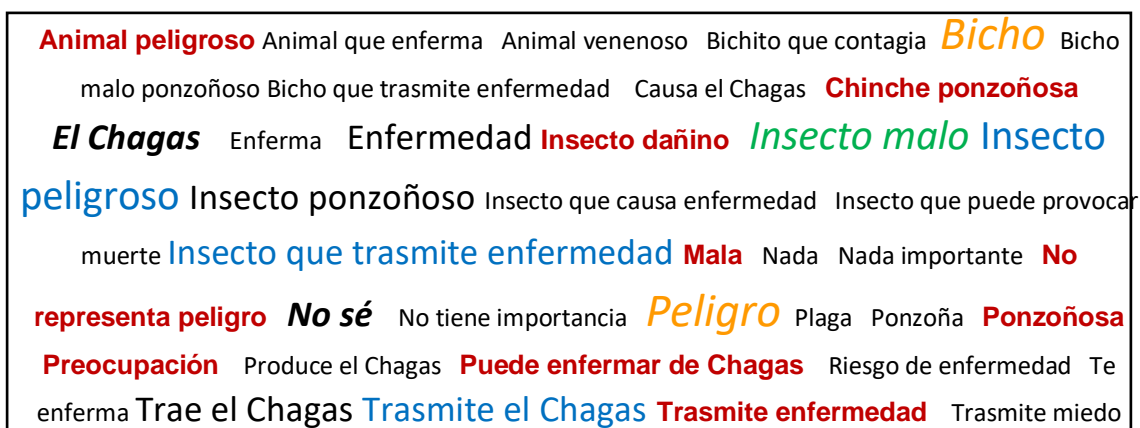 Animal peligroso Animal que enferma Animal venenoso Bichito que contagia Bicho Bicho
malo ponzoñoso Bicho que trasmite enfermedad Causa el Chagas Chinche ponzoñosa
El Chagas Enferma Enfermedad Insecto dañino Insecto malo Insecto
peligroso Insecto ponzoñoso Insecto que causa enfermedad Insecto que puede provocar
muerte Insecto que trasmite enfermedad Mala Nada Nada importante No
representa peligro No sé No tiene importancia Peligro Plaga Ponzoña Ponzoñosa
Preocupación Produce el Chagas Puede enfermar de Chagas Riesgo de enfermedad Te
enferma Trae el Chagas Trasmite el Chagas Trasmite enfermedad Trasmite miedo